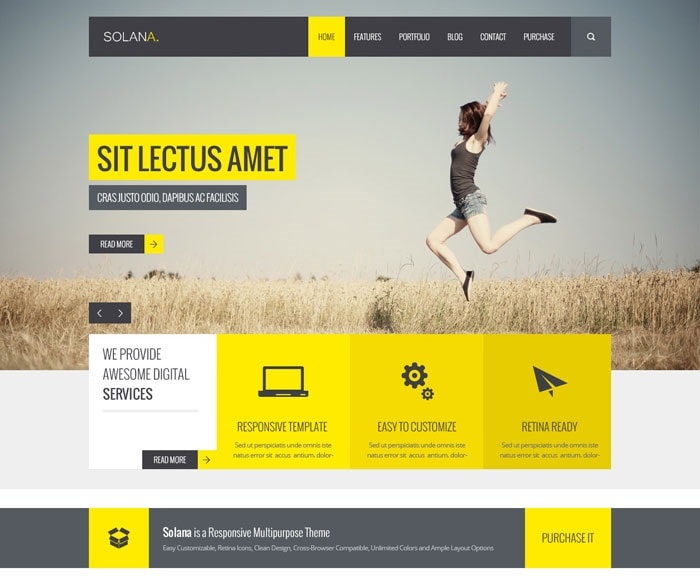 SOLANA.
HOME FEATURES PORTFOLIO BLOG CONTACT PURCHASE
SIT LECTUS AMET
CRAS JUSTO ODIO, DAPIBUS AC FACILISIS
READ MORE
WE PROVIDE
AWESOME DIGITAL
SERVICES
READ MORE
RESPONSIVE TEMPLATE
Sed ut perspiciatis unde omnis iste
natus error sit accus antium, dolor-
EASY TO CUSTOMIZE
Sed ut perspiciatis unde omnis iste
natus error sit accus antium, dolor-
RETINA READY
Sed ut perspiciatis unde omnis iste
natus error sit accus antium, dolor-
Solana is a Responsive Multipurpose Theme
Easy Customizable, Retina Icons, Clean Design, Cross-Browser Compatible, Unlimited Colors and Ample Layout Options
PURCHASE IT